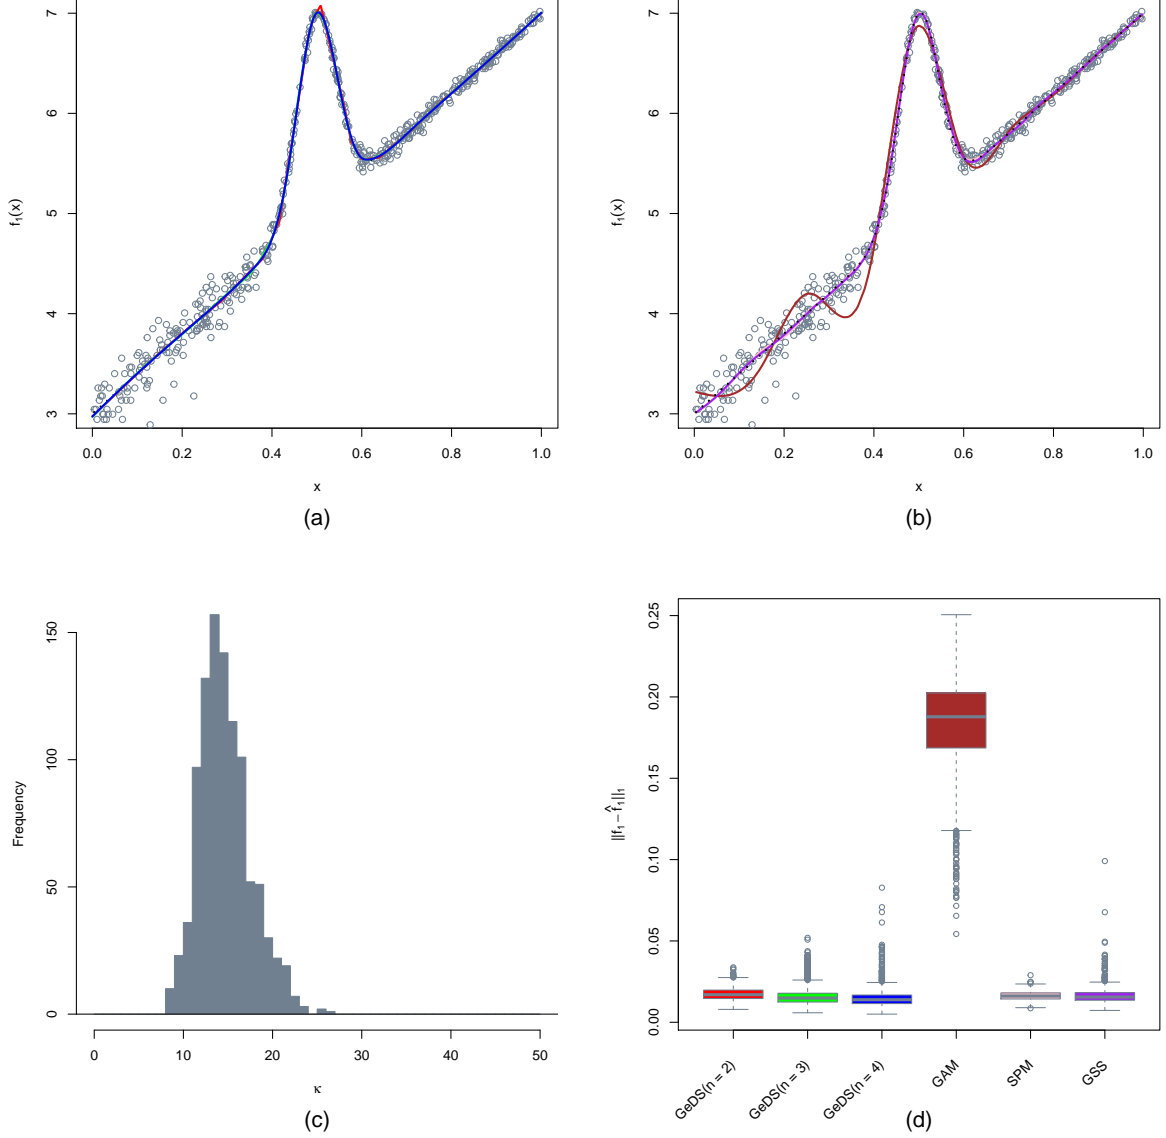 7
6
5
4
3
f₁(x)
0.0 0.2 0.4 0.6 0.8 1.0
x
(a)
7
6
5
4
3
f₁(x)
0.0 0.2 0.4 0.6 0.8 1.0
x
(b)
150
100
50
0
Frequency
0 10 20 30 40 50
κ
(c)
0.25
0.20
0.15
0.10
0.05
0.00
||f₁ − f̂₁||₁
GeDS(n = 2)
GeDS(n = 3)
GeDS(n = 4)
GAM
SPM
GSS
(d)